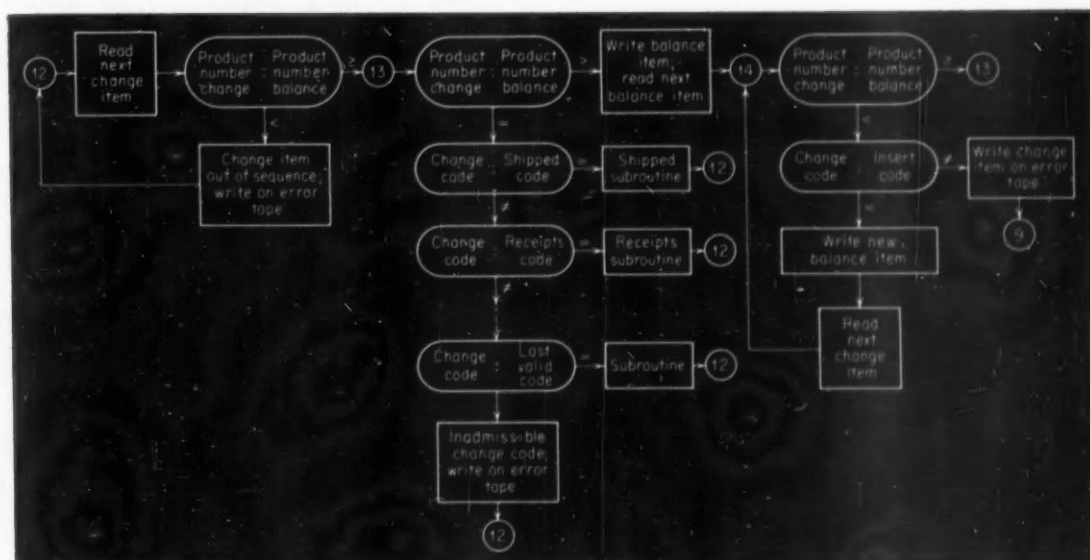 12
Read
next
change
item
Product : Product
number number
change balance
≥
13
<
Change item
out of sequence;
write on error
tape
Product : Product
number number
change balance
>
Write balance
item;
read next
balance item
14
=
Change : Shipped
code code
=
Shipped
subroutine
12
≠
Change : Receipts
code code
=
Receipts
subroutine
12
≠
Change : Last
code valid
code
=
Subroutine
12
Inadmissible
change code;
write on error
tape
12
Product : Product
number number
change balance
≥
13
<
Change : Insert
code code
≠
Write change
item on error
tape
9
=
Write new
balance item
Read
next
change
item